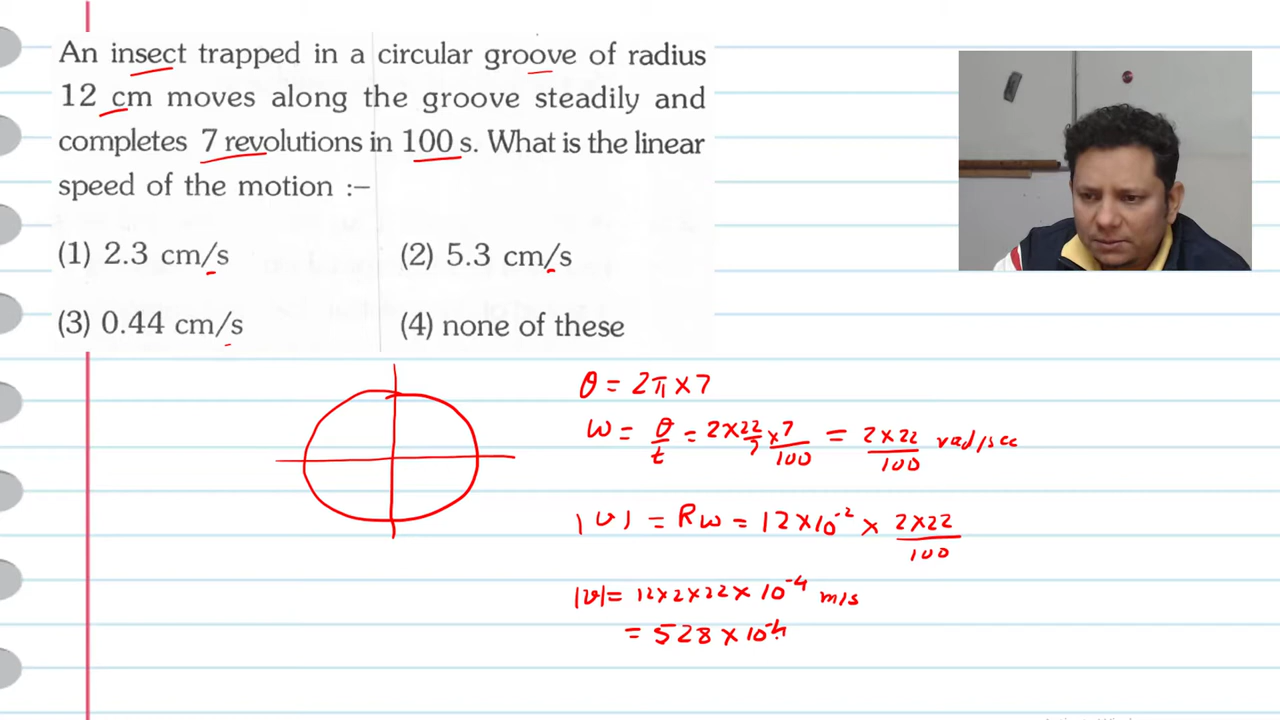 An insect trapped in a circular groove of radius
12 cm moves along the groove steadily and
completes 7 revolutions in 100 s. What is the linear
speed of the motion :–
(1) 2.3 cm/s (2) 5.3 cm/s
(3) 0.44 cm/s (4) none of these
θ = 2π × 7
ω = θ/t = 2 × 22/7 × 7/100 = 2×22/100 rad/sec
|v| = Rω = 12 × 10⁻² × 2×22/100
|v| = 12 × 2 × 22 × 10⁻⁴ m/s
= 528 × 10⁻⁴